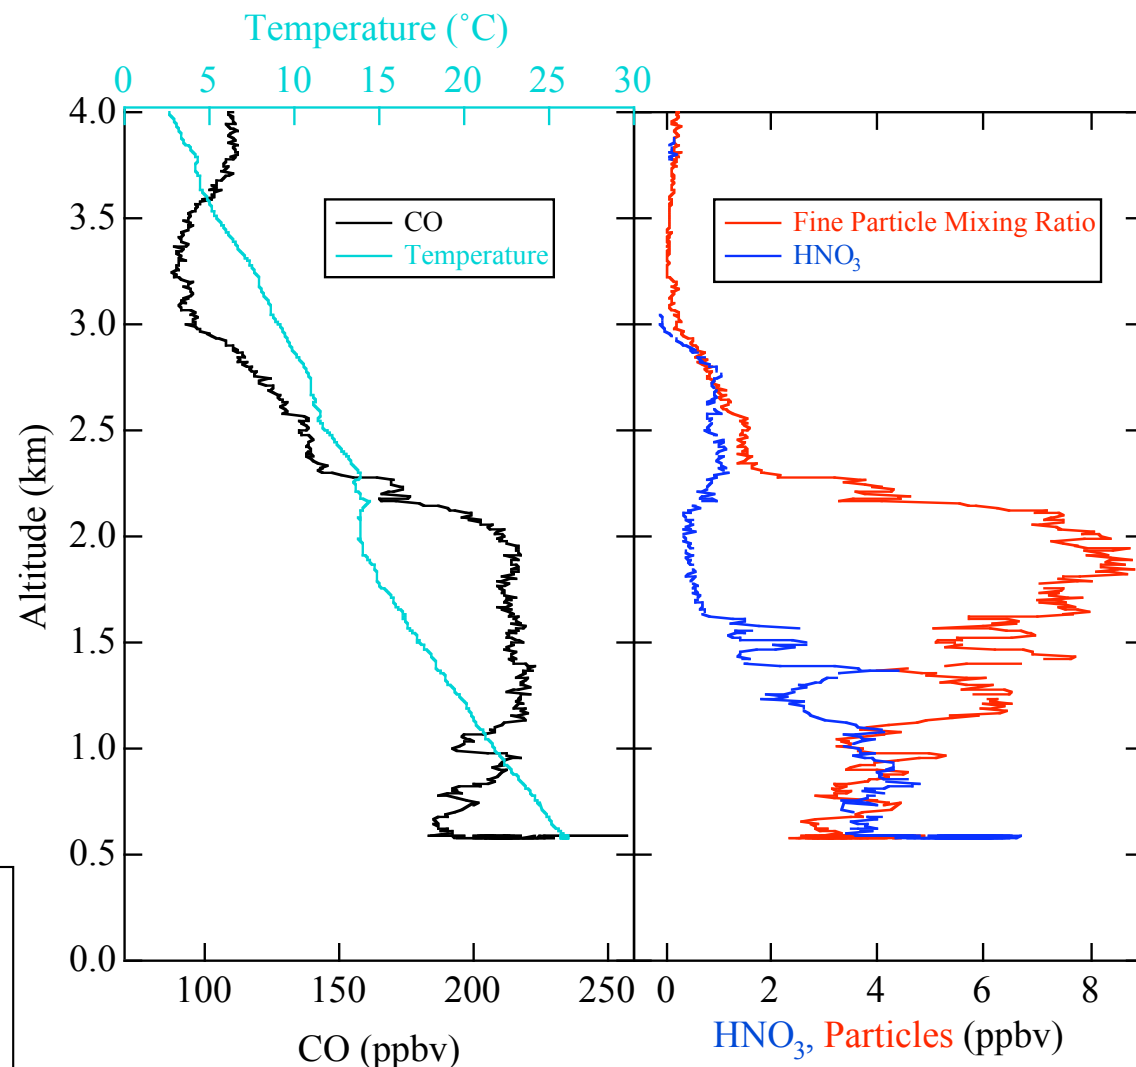 Temperature (˚C)
0 5 10 15 20 25 30
4.0
3.5
3.0
2.5
2.0
1.5
1.0
0.5
0.0
Altitude (km)
CO
Temperature
Fine Particle Mixing Ratio
HNO₃
100 150 200 250
0 2 4 6 8
CO (ppbv)
HNO₃, Particles (ppbv)